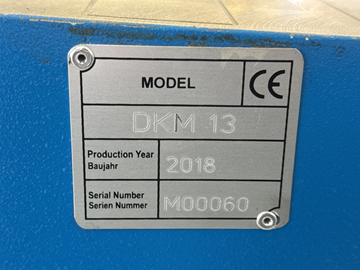 MODEL
CE
DKM 13
Production Year
Baujahr
2018
Serial Number
Serien Nummer
M00060